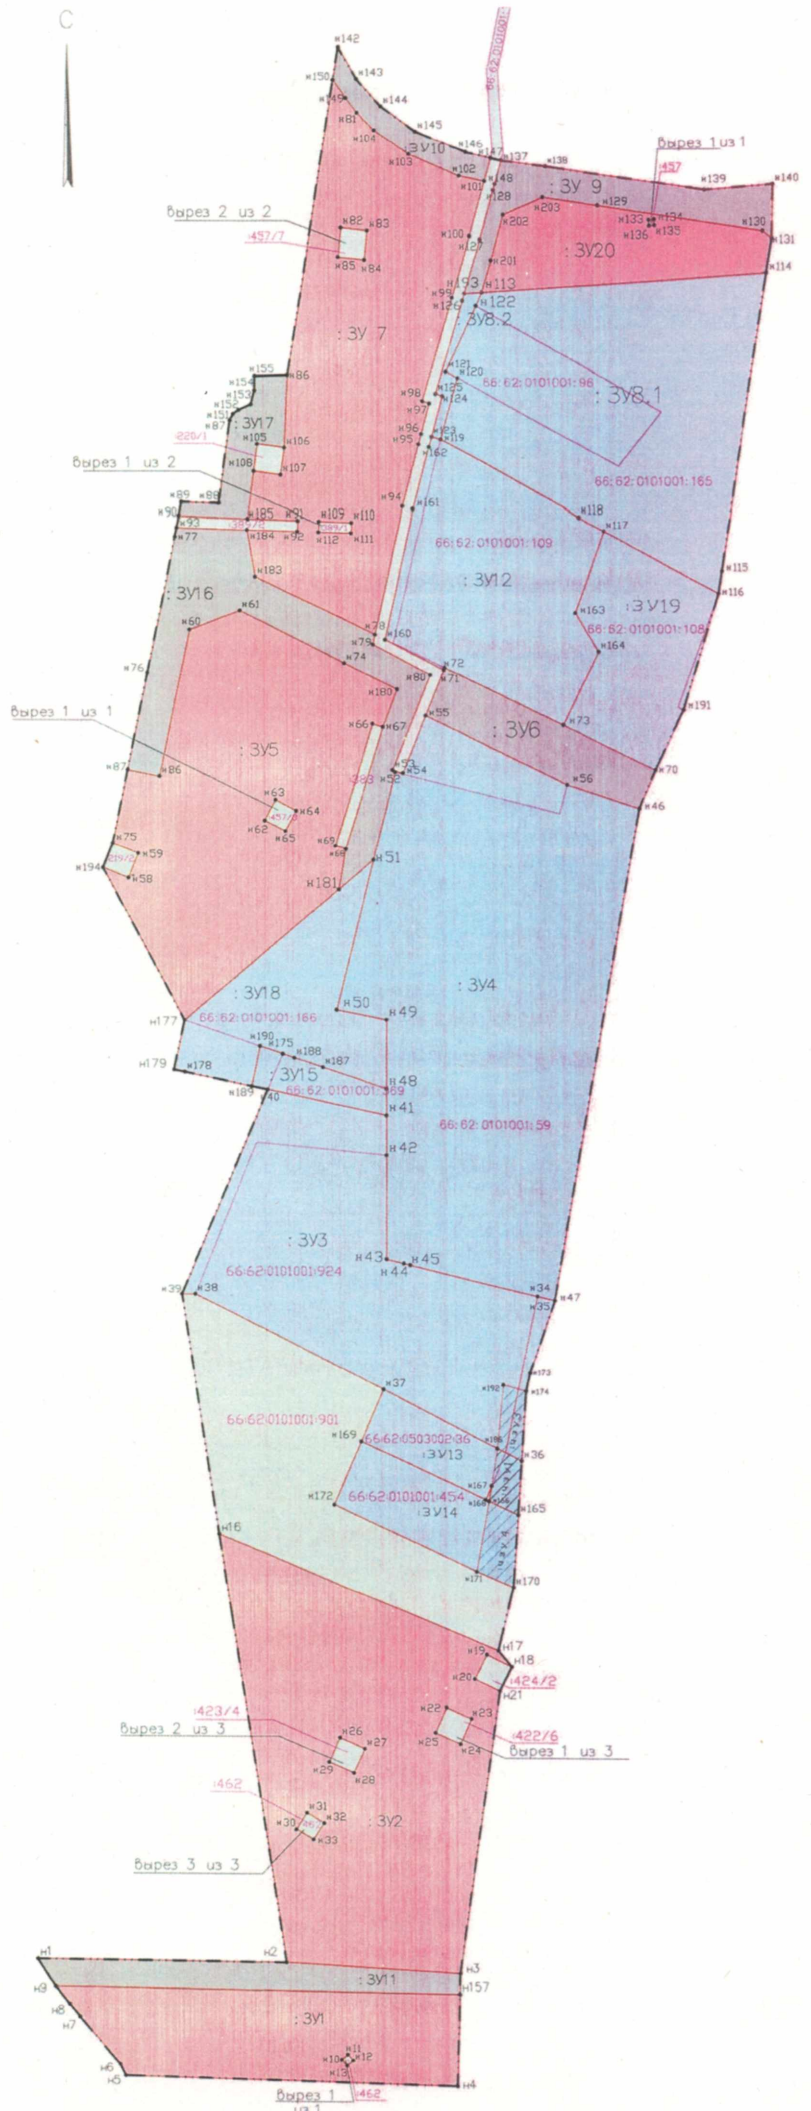 С
н142
66:62:0101001:
н150
н143
н149
н144
н81
н104
н145
:ЗУ10
н103
н146
н147
н137
н138
Вырез 1 из 1
:457
н102
н101
н148
н128
н139
н140
:ЗУ 9
н203
н129
н202
н133
н134
н136
н135
н130
н131
Вырез 2 из 2
:457/7
н82
н83
н85
н84
н100
н127
н201
:ЗУ20
н114
н193
н113
н99
н126
н122
:ЗУ8.2
:ЗУ 7
н155
н86
н154
н153
н152
н151
н87
:ЗУ17
н121
н120
66:62:0101001:96
:ЗУ8.1
н125
н124
н98
н97
:220/1
н105
н106
н96
н95
н123
н119
н162
Вырез 1 из 2
н108
н107
66:62:0101001:165
н89
н88
н90
н93
н77
н185
н91
:389/2
н184
н92
н109
н110
:389/1
н112
н111
н94
н161
н118
н117
66:62:0101001:109
:ЗУ12
н183
н115
н116
:ЗУ16
н61
н60
н163
:ЗУ19
66:62:0101001:108
н164
н78
н79
н160
н74
н72
н71
н80
н76
н180
н191
Вырез 1 из 1
н66
н67
н55
:ЗУ6
н73
:ЗУ5
н87
н86
:383
н53
н52
н54
н70
н56
н46
н63
н64
н62
н65
н75
н59
:219/2
н194
н58
н69
н68
н51
н181
:ЗУ18
:ЗУ4
66:62:0101001:166
н50
н49
н177
н190
н175
н188
н187
н179
н178
:ЗУ15
н48
н189
н40
66:62:0101001:369
н41
66:62:0101001:59
н42
:ЗУ3
н43
н44
н45
66:62:0101001:924
н39
н38
н34
н35
н47
н173
н192
н174
н37
66:62:0101001:901
66:62:0503002:36
н169
:ЗУ13
н36
н167
66:62:0101001:454
н172
:ЗУ14
н165
н16
н171
н170
н17
н19
н18
н20
:424/2
н21
:423/4
н22
н23
Вырез 2 из 3
н26
н27
н25
:422/6
н24
Вырез 1 из 3
н29
н28
:462
н31
н30
н32
н33
:ЗУ2
Вырез 3 из 3
н1
н2
н3
н9
:ЗУ11
н157
н8
н7
:ЗУ1
н11
н10
н12
н13
н6
н5
н4
Вырез 1
:462
из 1